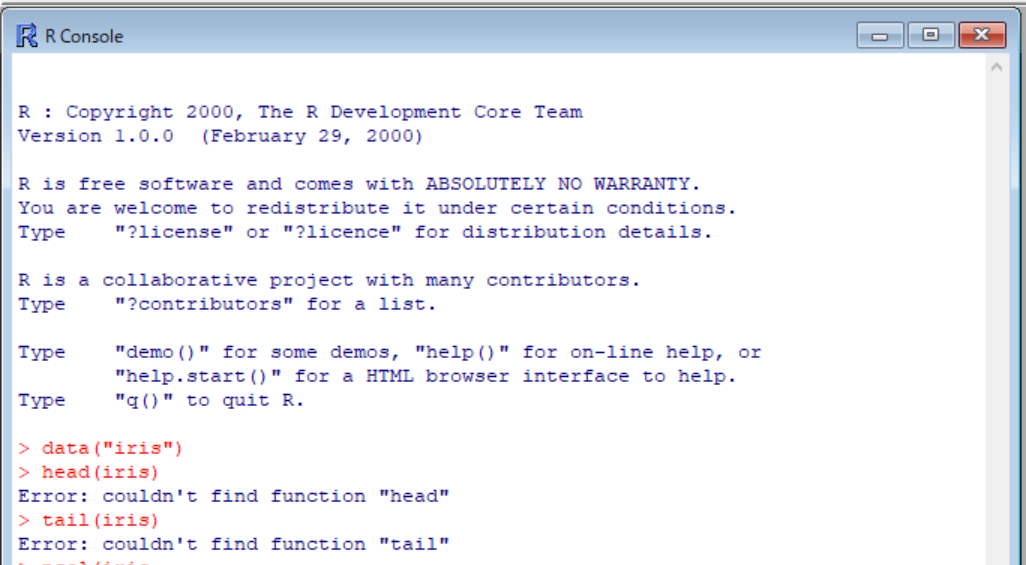 R Console
R : Copyright 2000, The R Development Core Team
Version 1.0.0  (February 29, 2000)
R is free software and comes with ABSOLUTELY NO WARRANTY.
You are welcome to redistribute it under certain conditions.
Type    "?license" or "?licence" for distribution details.
R is a collaborative project with many contributors.
Type    "?contributors" for a list.
Type    "demo()" for some demos, "help()" for on-line help, or
"help.start()" for a HTML browser interface to help.
Type    "q()" to quit R.
> data("iris")
> head(iris)
Error: couldn't find function "head"
> tail(iris)
Error: couldn't find function "tail"